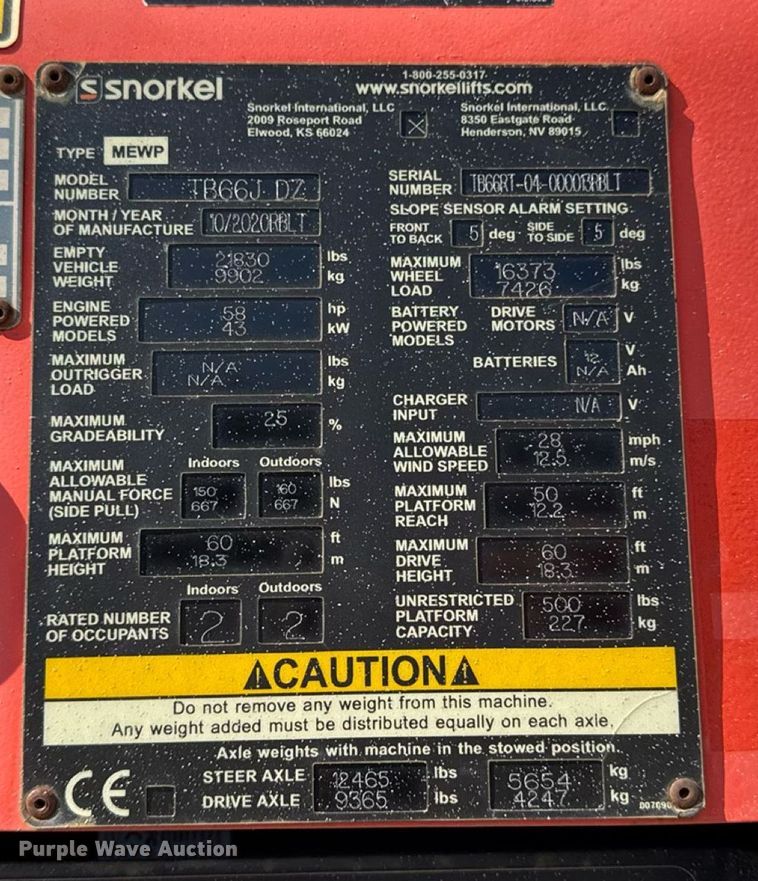 snorkel
1-800-255-0317
www.snorkellifts.com
Snorkel International, LLC
2009 Roseport Road
Elwood, KS 66024
Snorkel International, LLC.
8350 Eastgate Road
Henderson, NV 89015
TYPE MEWP
MODEL NUMBER TB66J DZ
SERIAL NUMBER TB66RT-04-000013RBLT
MONTH / YEAR OF MANUFACTURE 10/2020RBLT
SLOPE SENSOR ALARM SETTING
FRONT TO BACK 5 deg SIDE TO SIDE 5 deg
EMPTY VEHICLE WEIGHT 21830 lbs
9902 kg
MAXIMUM WHEEL LOAD 16373 lbs
7426 kg
ENGINE POWERED MODELS 58 hp
43 kW
BATTERY POWERED MODELS
DRIVE MOTORS N/A V
BATTERIES 12 V
N/A Ah
MAXIMUM OUTRIGGER LOAD N/A lbs
N/A kg
CHARGER INPUT N/A V
MAXIMUM GRADEABILITY 25 %
MAXIMUM ALLOWABLE WIND SPEED 28 mph
12.5 m/s
Indoors Outdoors
MAXIMUM ALLOWABLE MANUAL FORCE (SIDE PULL) 150 160 lbs
667 667 N
MAXIMUM PLATFORM REACH 50 ft
12.2 m
MAXIMUM PLATFORM HEIGHT 60 ft
18.3 m
MAXIMUM DRIVE HEIGHT 60 ft
18.3 m
Indoors Outdoors
RATED NUMBER OF OCCUPANTS 2 2
UNRESTRICTED PLATFORM CAPACITY 500 lbs
227 kg
CAUTION
Do not remove any weight from this machine.
Any weight added must be distributed equally on each axle.
Axle weights with machine in the stowed position.
STEER AXLE 12465 lbs 5654 kg
DRIVE AXLE 9365 lbs 4247 kg
CE
Purple Wave Auction